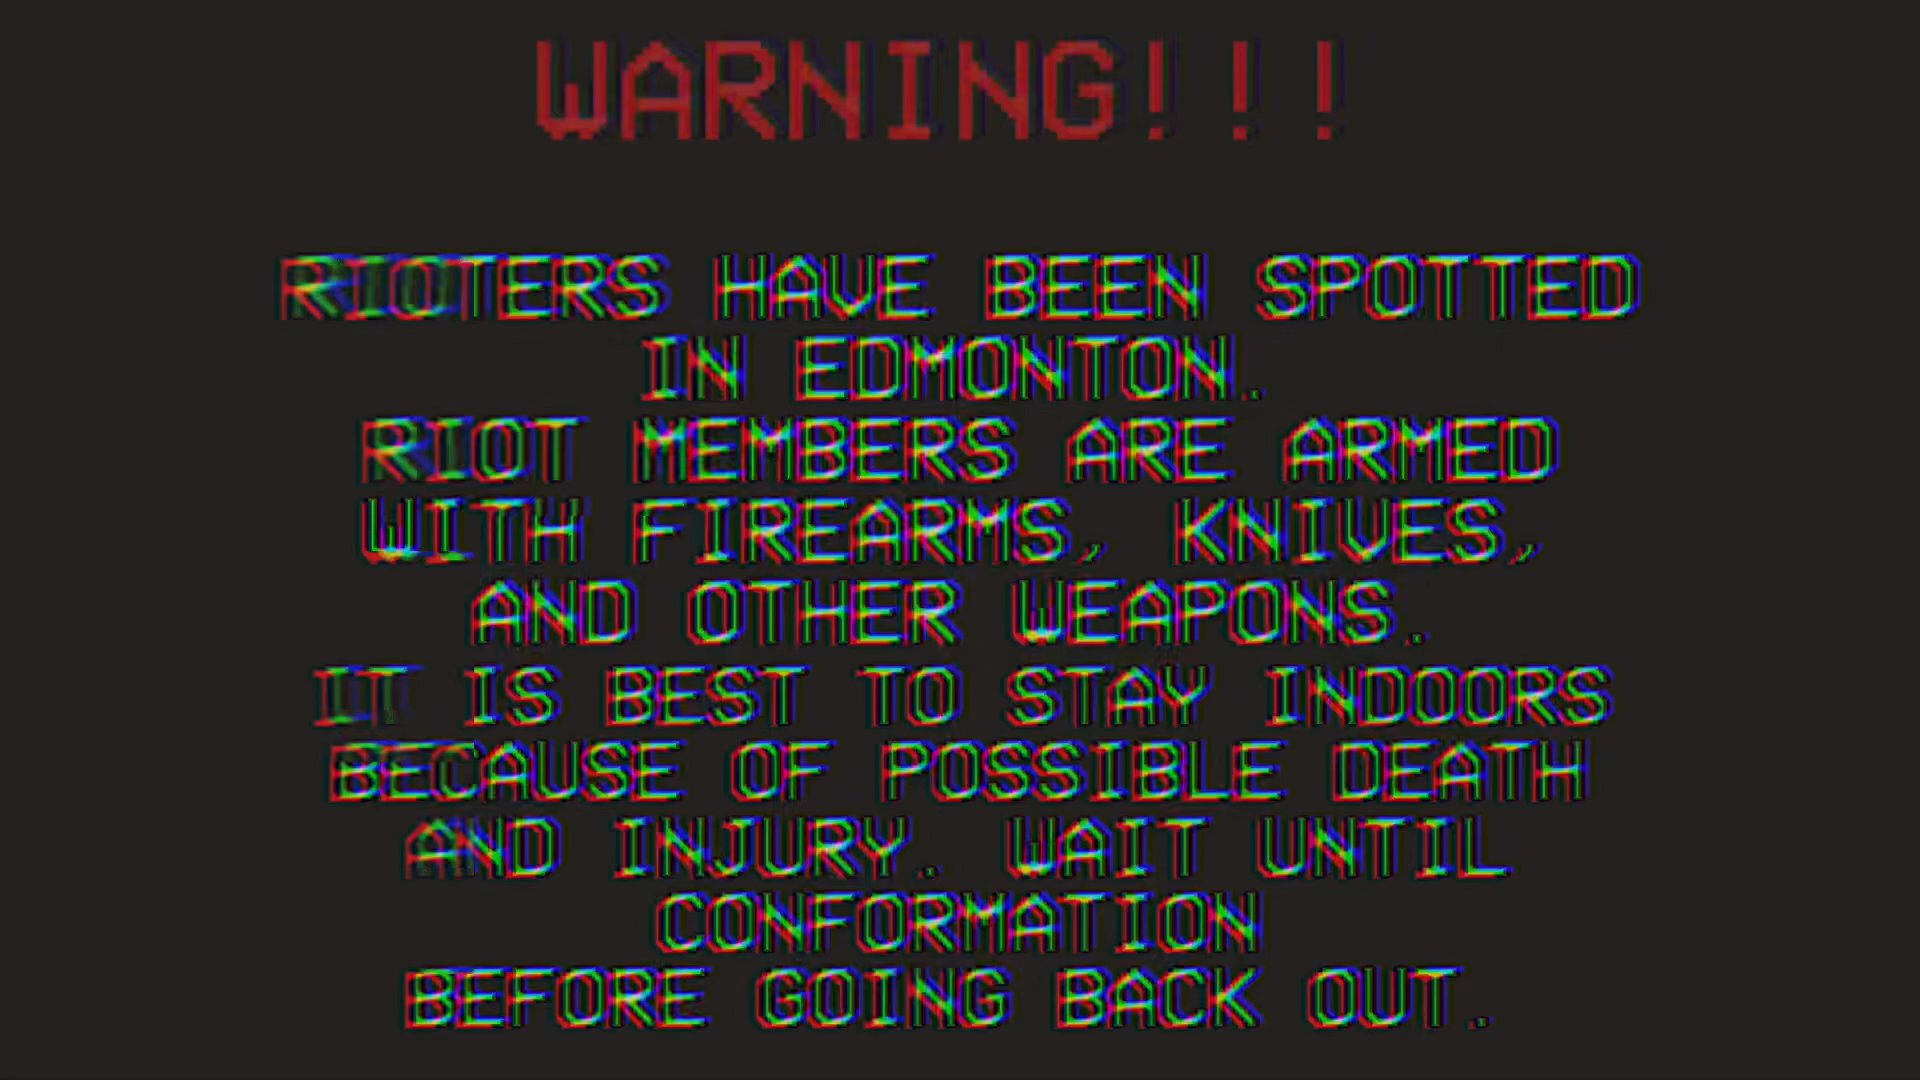 WARNING!!!
RIOTERS HAVE BEEN SPOTTED
IN EDMONTON.
RIOT MEMBERS ARE ARMED
WITH FIREARMS, KNIVES,
AND OTHER WEAPONS.
IT IS BEST TO STAY INDOORS
BECAUSE OF POSSIBLE DEATH
AND INJURY. WAIT UNTIL
CONFORMATION
BEFORE GOING BACK OUT.